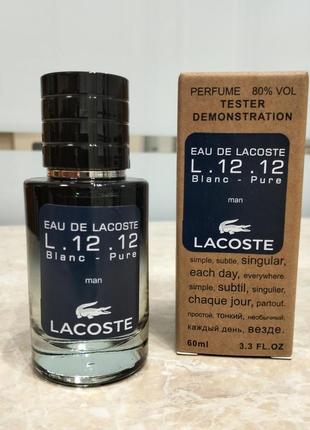 EAU DE LACOSTE
L.12.12
Blanc - Pure
man
LACOSTE
PERFUME 80% VOL
TESTER
DEMONSTRATION
EAU DE LACOSTE
L.12.12
Blanc - Pure
man
LACOSTE
simple, subtle, singular,
each day, everywhere.
simple, subtil, singulier,
chaque jour, partout.
простой, тонкий, необычный,
каждый день, везде.
60ml 3.3 FL.OZ